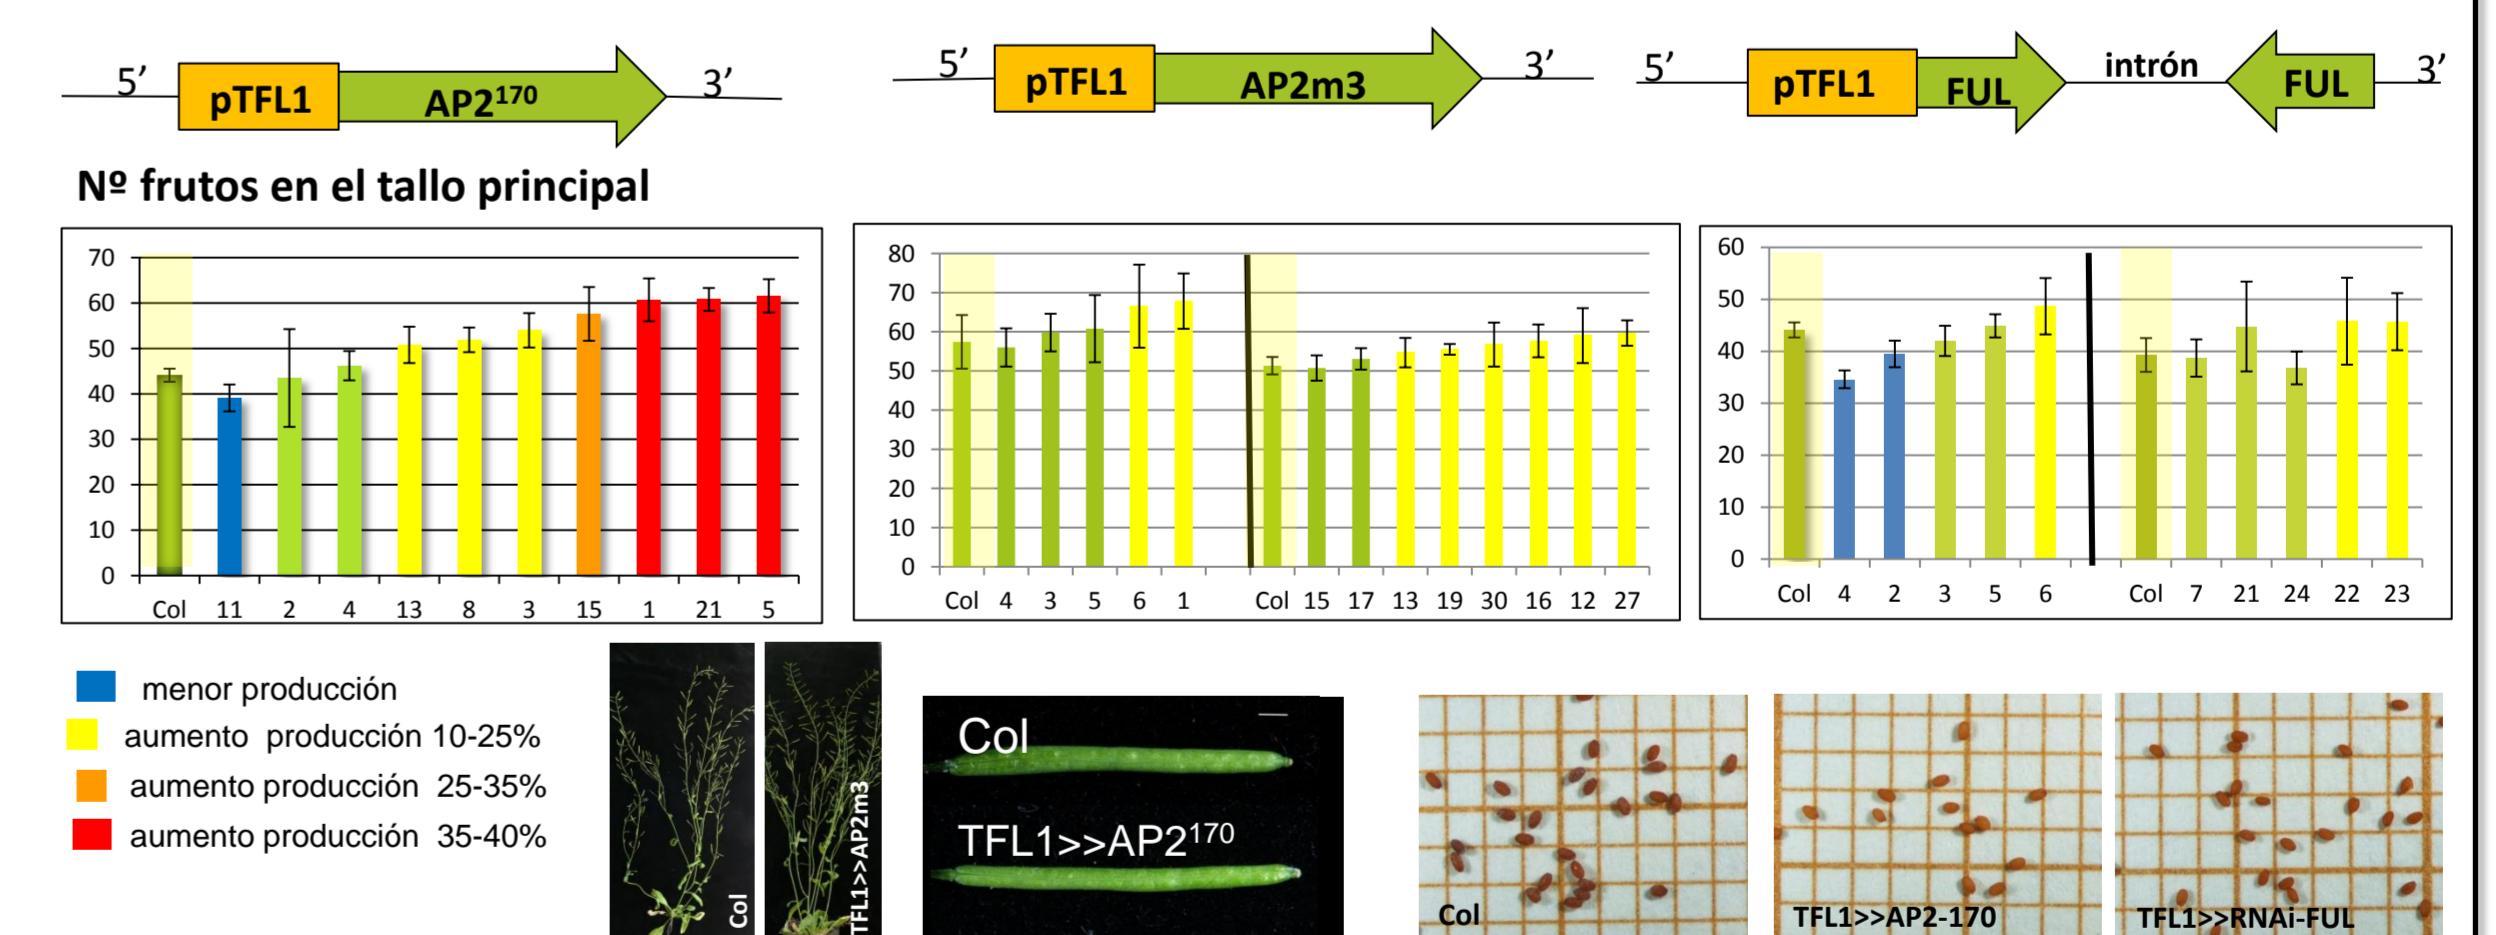 5’ pTFL1 AP2¹⁷⁰ 3’
5’ pTFL1 AP2m3 3’
5’ pTFL1 FUL intrón FUL 3’
Nº frutos en el tallo principal
70
60
50
40
30
20
10
0
Col 11 2 4 13 8 3 15 1 21 5
80
70
60
50
40
30
20
10
0
Col 4 3 5 6 1 Col 15 17 13 19 30 16 12 27
60
50
40
30
20
10
0
Col 4 2 3 5 6 Col 7 21 24 22 23
menor producción
aumento producción 10-25%
aumento producción 25-35%
aumento producción 35-40%
Col
TFL1>>AP2m3
Col
TFL1>>AP2¹⁷⁰
Col
TFL1>>AP2-170
TFL1>>RNAi-FUL